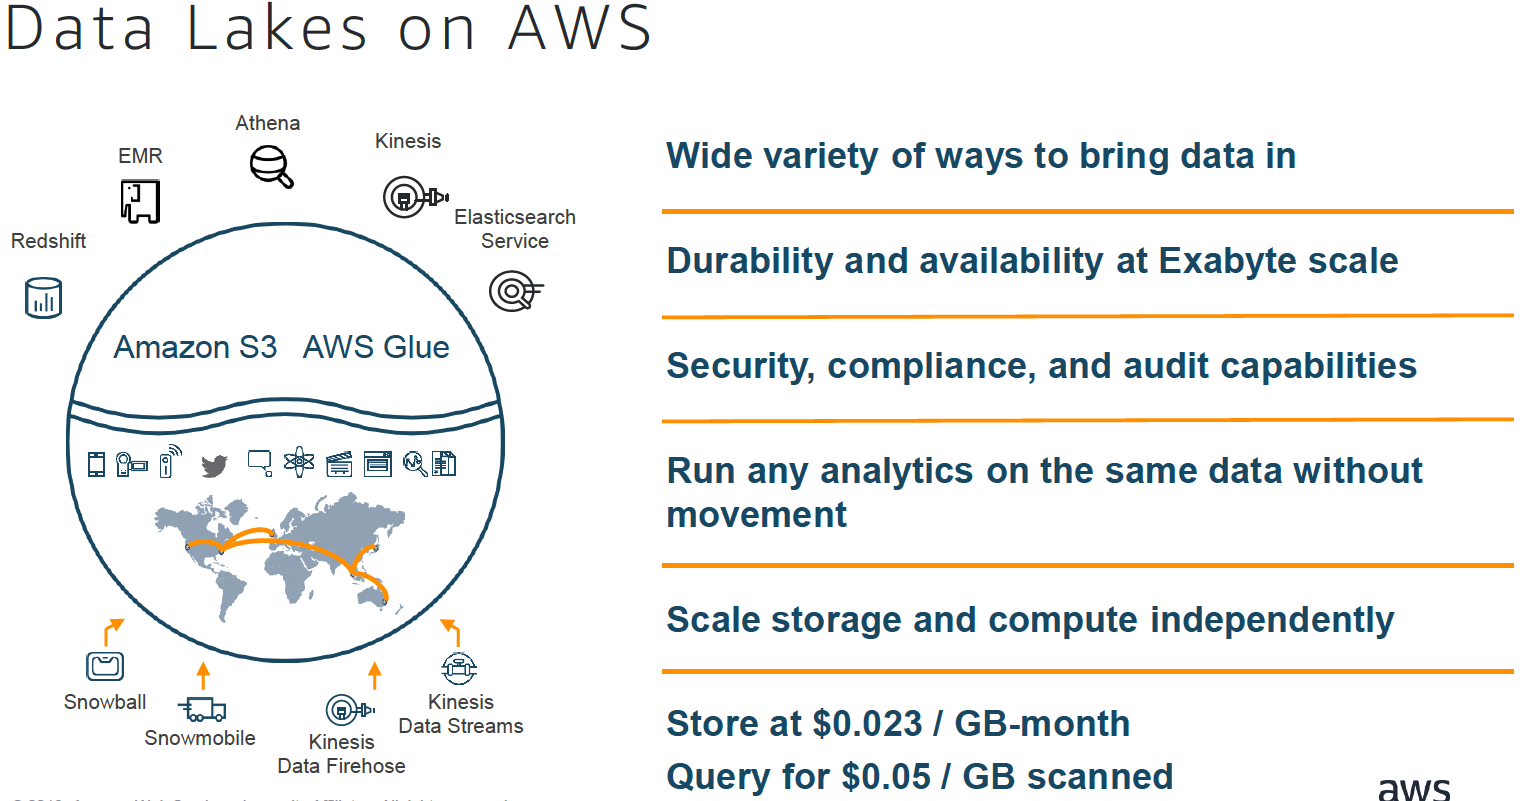 Data Lakes on AWS
Athena
Kinesis
EMR
Elasticsearch
Service
Redshift
Amazon S3 AWS Glue
Snowball
Snowmobile
Kinesis
Data Firehose
Kinesis
Data Streams
Wide variety of ways to bring data in
Durability and availability at Exabyte scale
Security, compliance, and audit capabilities
Run any analytics on the same data without
movement
Scale storage and compute independently
Store at $0.023 / GB-month
Query for $0.05 / GB scanned
aws